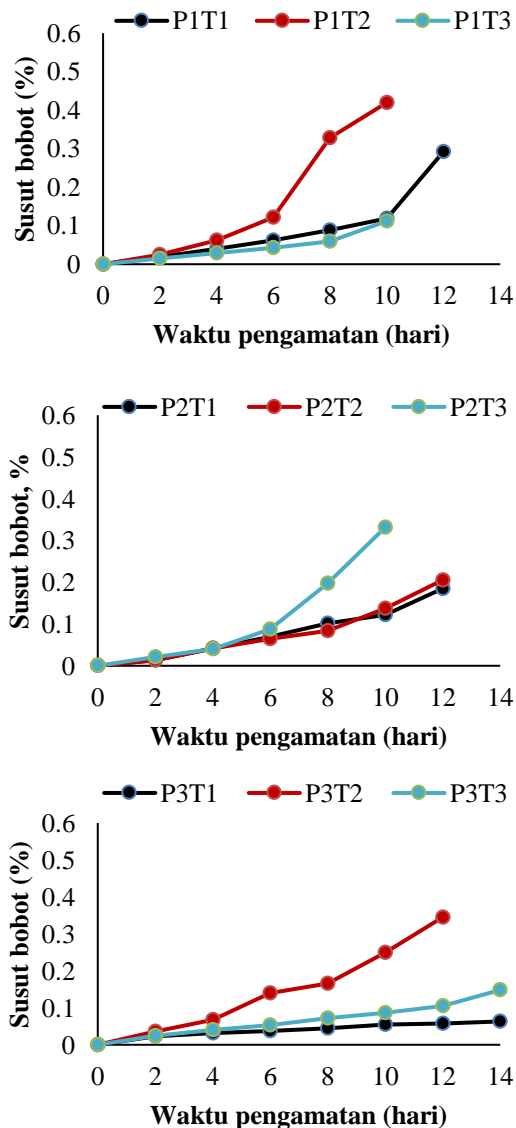 P1T1 P1T2 P1T3
0.6
0.5
0.4
0.3
0.2
0.1
0
Susut bobot (%)
0 2 4 6 8 10 12 14
Waktu pengamatan (hari)
P2T1 P2T2 P2T3
0.6
0.5
0.4
0.3
0.2
0.1
0
Susut bobot, %
0 2 4 6 8 10 12 14
Waktu pengamatan (hari)
P3T1 P3T2 P3T3
0.6
0.5
0.4
0.3
0.2
0.1
0
Susut bobot (%)
0 2 4 6 8 10 12 14
Waktu pengamatan (hari)